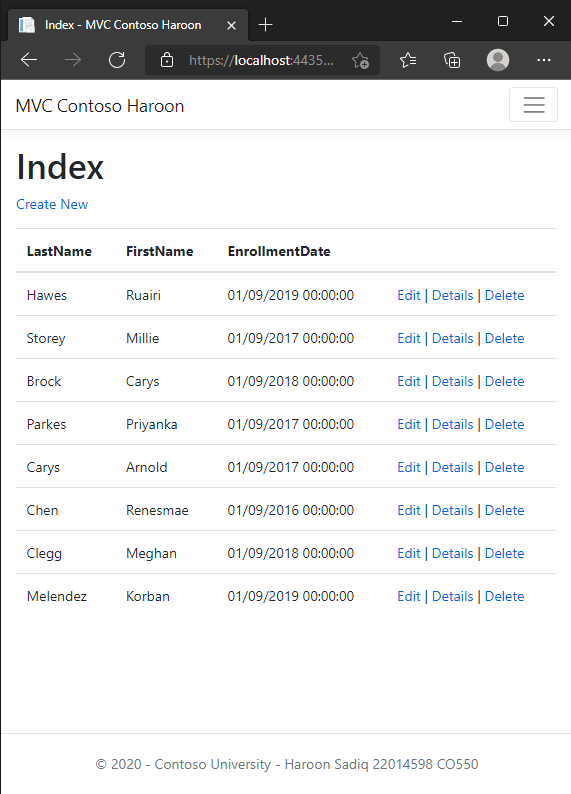 Index - MVC Contoso Haroon
https://localhost:4435...
MVC Contoso Haroon
Index
Create New
LastName FirstName EnrollmentDate
Hawes Ruairi 01/09/2019 00:00:00 Edit | Details | Delete
Storey Millie 01/09/2017 00:00:00 Edit | Details | Delete
Brock Carys 01/09/2018 00:00:00 Edit | Details | Delete
Parkes Priyanka 01/09/2017 00:00:00 Edit | Details | Delete
Carys Arnold 01/09/2017 00:00:00 Edit | Details | Delete
Chen Renesmae 01/09/2016 00:00:00 Edit | Details | Delete
Clegg Meghan 01/09/2018 00:00:00 Edit | Details | Delete
Melendez Korban 01/09/2019 00:00:00 Edit | Details | Delete
© 2020 - Contoso University - Haroon Sadiq 22014598 CO550